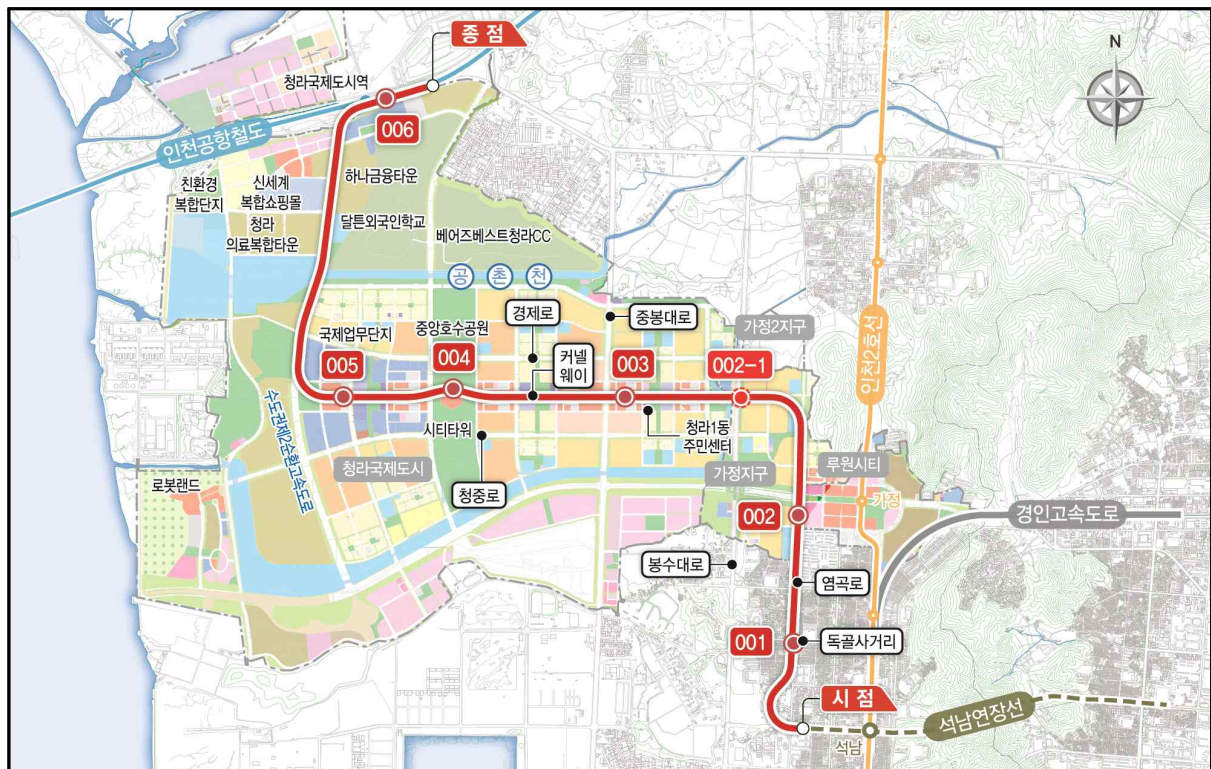 종 점
N
청라국제도시역
006
인천공항철도
하나금융타운
친환경
복합단지
신세계
복합쇼핑몰
청라
의료복합타운
달튼외국인학교
베어즈베스트청라CC
공 촌 천
경제로
중봉대로
가정2지구
인천2호선
국제업무단지
중앙호수공원
005
004
커넬
웨이
003
002-1
수도권제2순환고속도로
시티타워
청라1동
주민센터
청라국제도시
가정지구
루원시티
로봇랜드
청중로
가정
002
경인고속도로
봉수대로
염곡로
001
독골사거리
시 점
석남연장선
석남